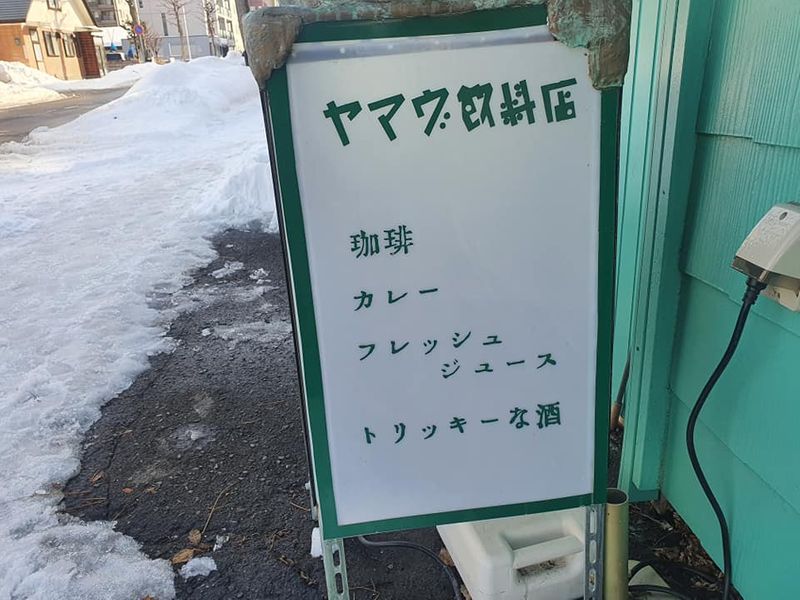 ヤマヴ飲料店
珈琲
カレー
フレッシュ
ジュース
トリッキーな酒